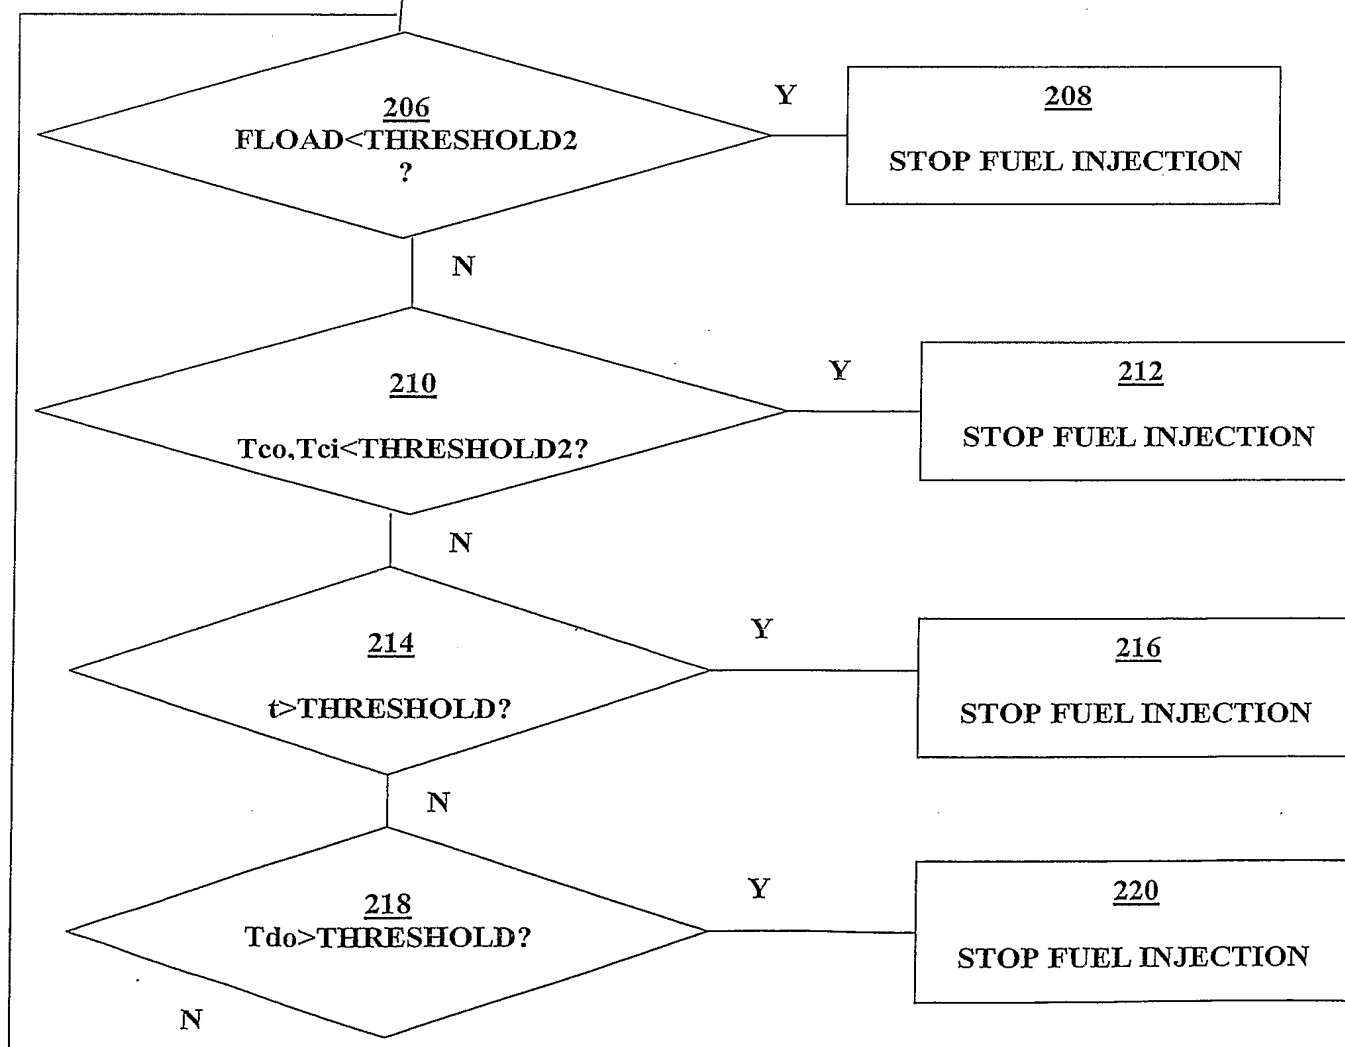 206
FLOAD<THRESHOLD2
?
Y
208
STOP FUEL INJECTION
N
210
Tco,Tci<THRESHOLD2?
Y
212
STOP FUEL INJECTION
N
214
t>THRESHOLD?
Y
216
STOP FUEL INJECTION
N
218
Tdo>THRESHOLD?
Y
220
STOP FUEL INJECTION
N